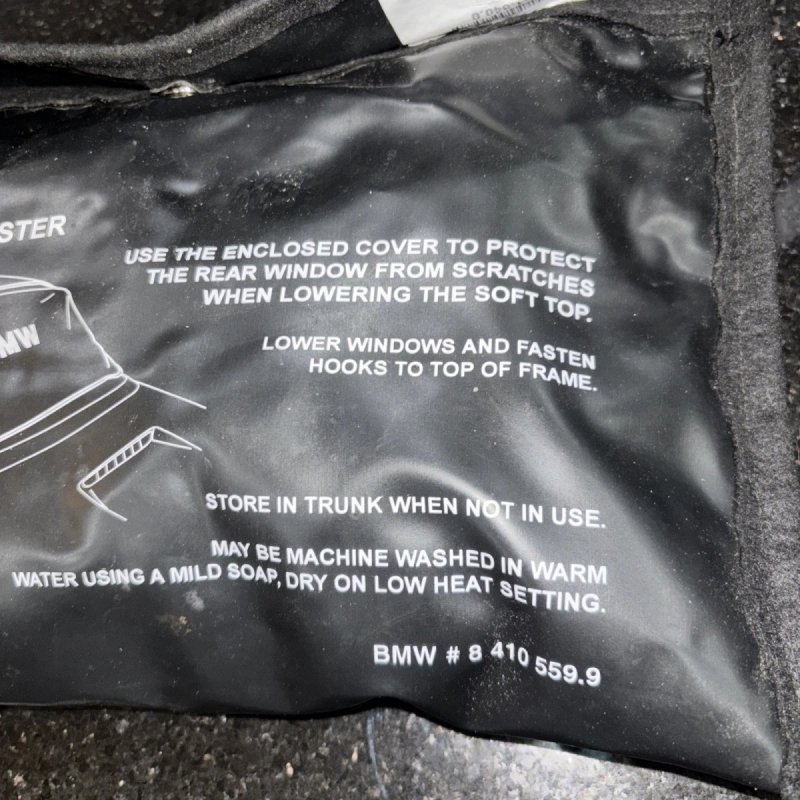 STER
MW
USE THE ENCLOSED COVER TO PROTECT
THE REAR WINDOW FROM SCRATCHES
WHEN LOWERING THE SOFT TOP.
LOWER WINDOWS AND FASTEN
HOOKS TO TOP OF FRAME.
STORE IN TRUNK WHEN NOT IN USE.
MAY BE MACHINE WASHED IN WARM
WATER USING A MILD SOAP, DRY ON LOW HEAT SETTING.
BMW # 8 410 559.9